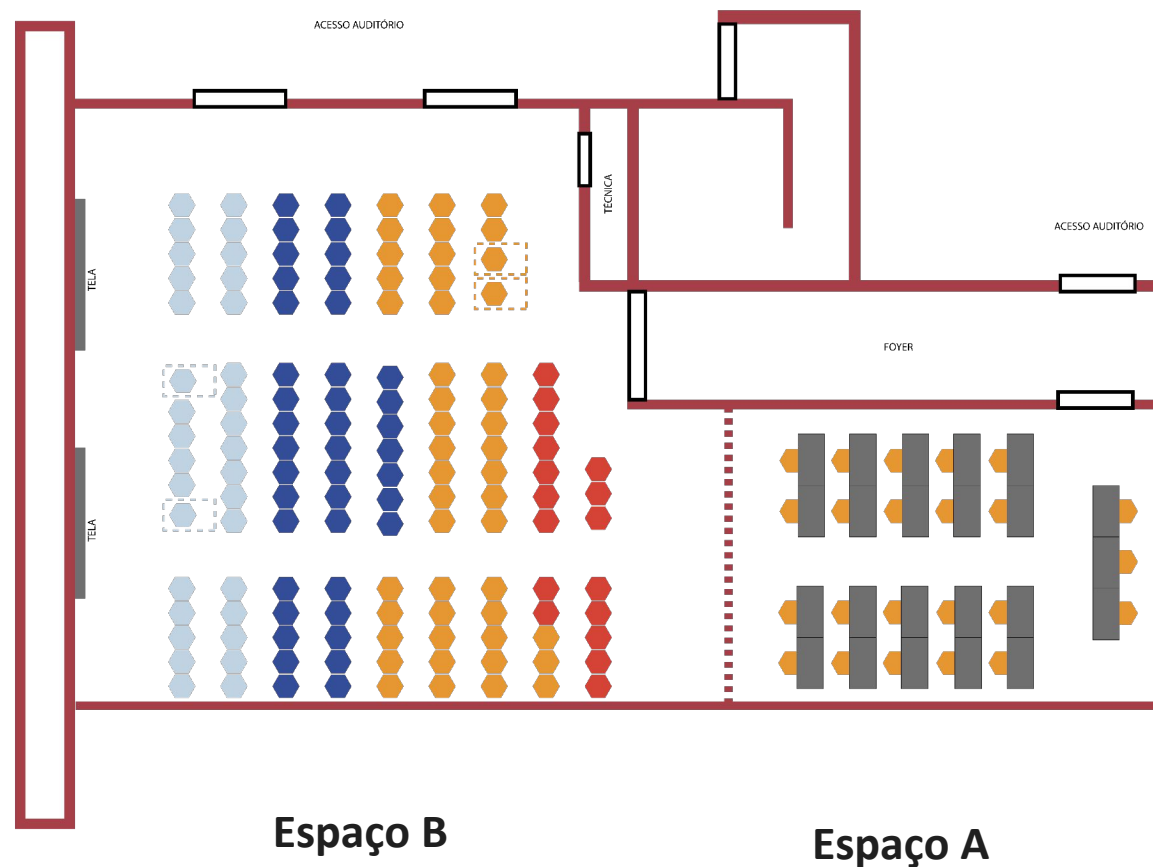 ACESSO AUDITÓRIO
TÉCNICA
ACESSO AUDITÓRIO
TELA
FOYER
TELA
Espaço B
Espaço A